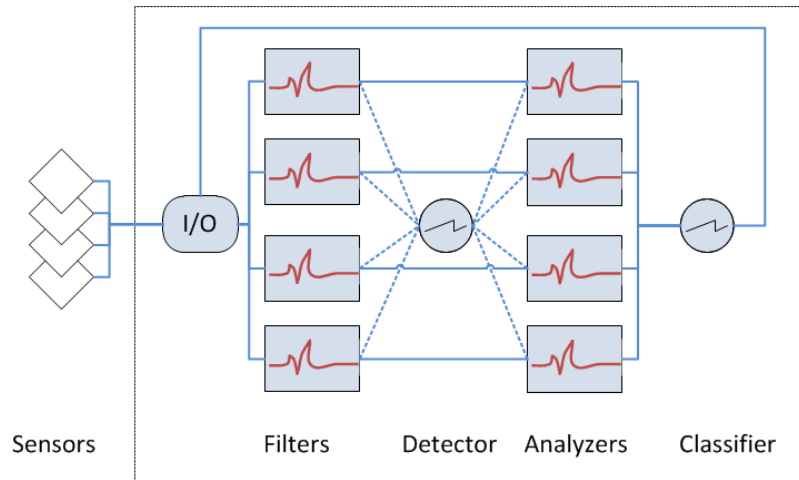 I/O
Sensors
Filters
Detector
Analyzers
Classifier